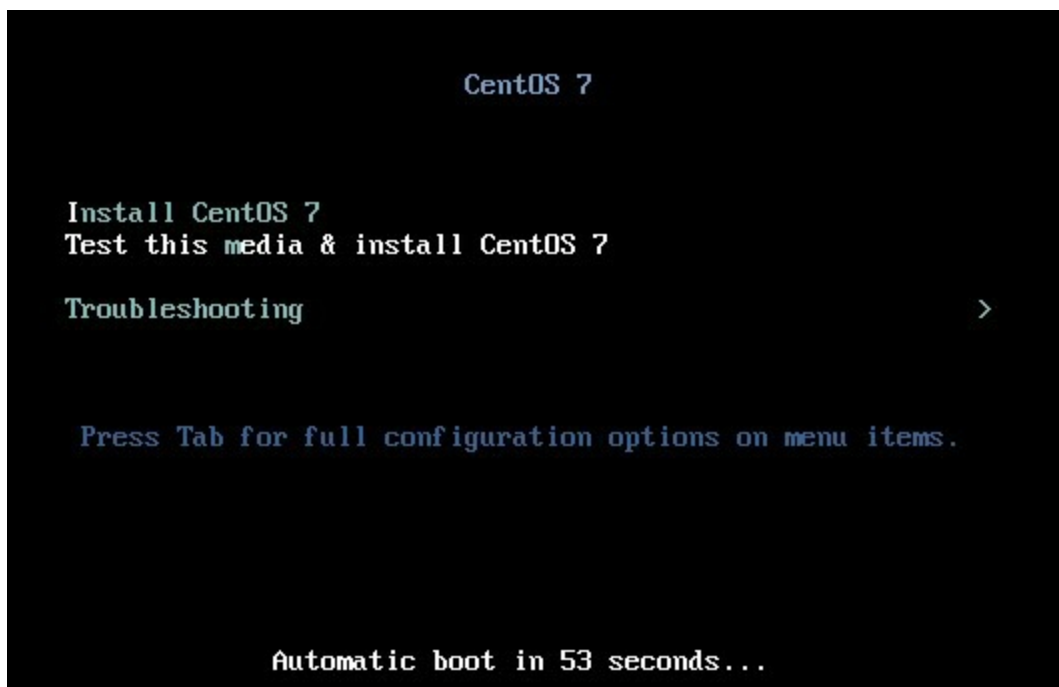 CentOS 7
Install CentOS 7
Test this media & install CentOS 7
Troubleshooting >
Press Tab for full configuration options on menu items.
Automatic boot in 53 seconds...